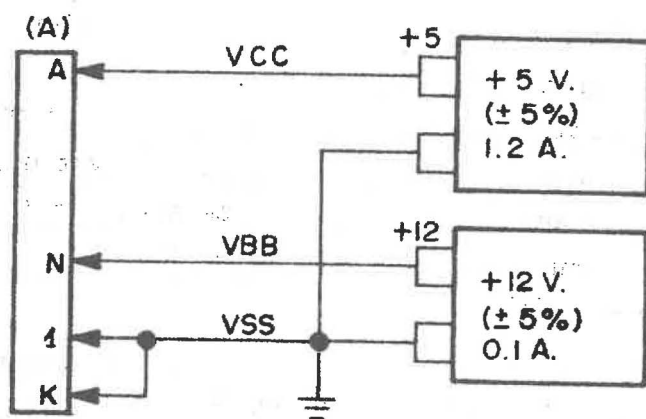 (A)
A
VCC
+5
+5 V.
(±5%)
1.2 A.
N
VBB
+12
+12 V.
(±5%)
0.1 A.
1
VSS
K